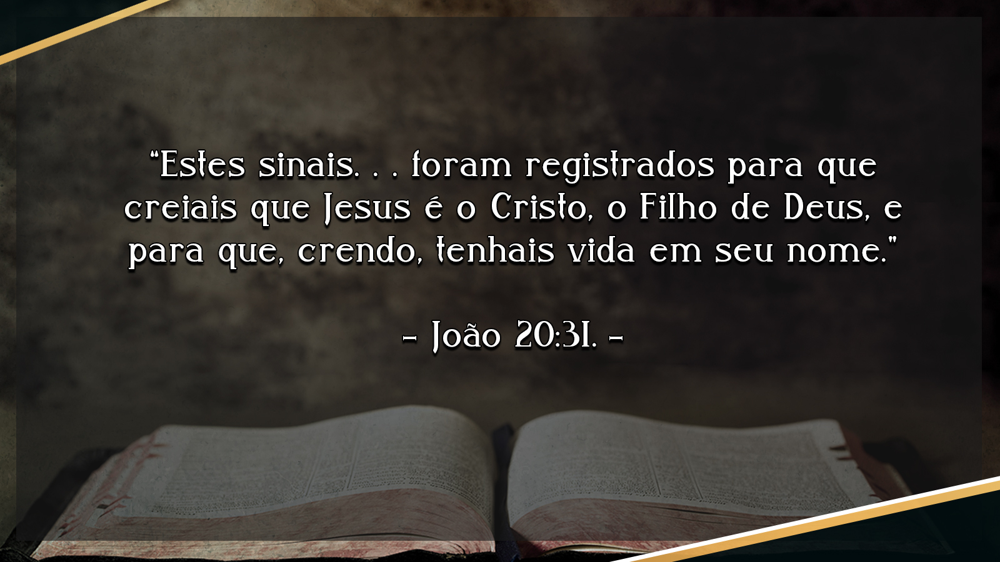 “Estes sinais. . . foram registrados para que
creiais que Jesus é o Cristo, o Filho de Deus, e
para que, crendo, tenhais vida em seu nome."
- João 20:31. -